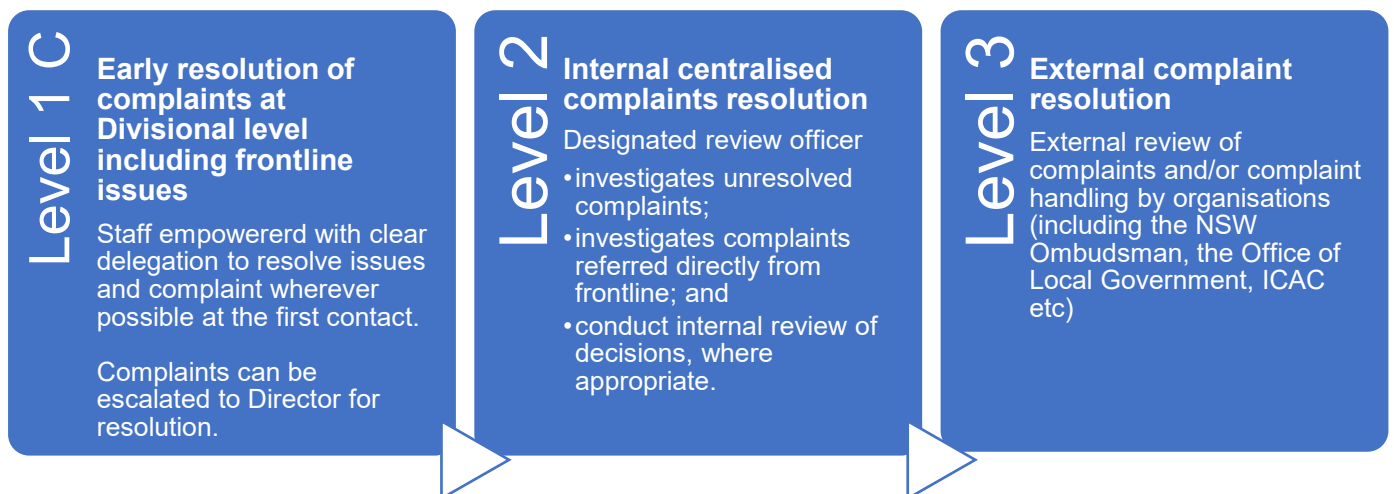 Level 1 C
Early resolution of
complaints at
Divisional level
including frontline
issues
Staff empowererd with clear
delegation to resolve issues
and complaint wherever
possible at the first contact.
Complaints can be
escalated to Director for
resolution.
Level 2
Internal centralised
complaints resolution
Designated review officer
•investigates unresolved
complaints;
•investigates complaints
referred directly from
frontline; and
•conduct internal review of
decisions, where
appropriate.
Level 3
External complaint
resolution
External review of
complaints and/or complaint
handling by organisations
(including the NSW
Ombudsman, the Office of
Local Government, ICAC
etc)